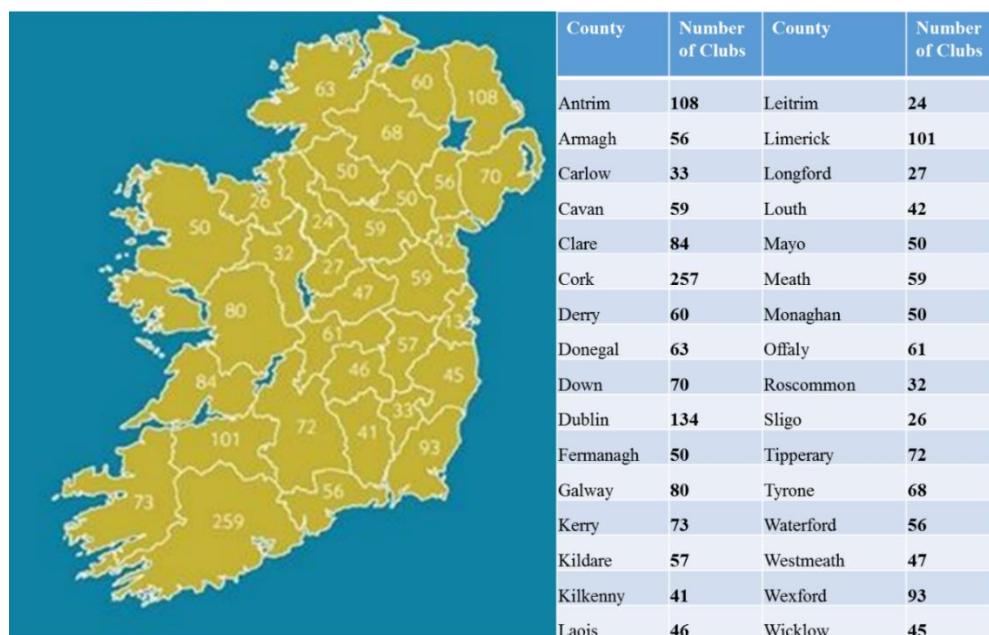 63
60
108
68
50
56
70
50
26
24
59
42
50
32
27
59
47
80
13
61
57
46
45
84
33
72
41
101
93
56
73
259
County Number of Clubs County Number of Clubs
Antrim 108 Leitrim 24
Armagh 56 Limerick 101
Carlow 33 Longford 27
Cavan 59 Louth 42
Clare 84 Mayo 50
Cork 257 Meath 59
Derry 60 Monaghan 50
Donegal 63 Offaly 61
Down 70 Roscommon 32
Dublin 134 Sligo 26
Fermanagh 50 Tipperary 72
Galway 80 Tyrone 68
Kerry 73 Waterford 56
Kildare 57 Westmeath 47
Kilkenny 41 Wexford 93
Laois 46 Wicklow 45